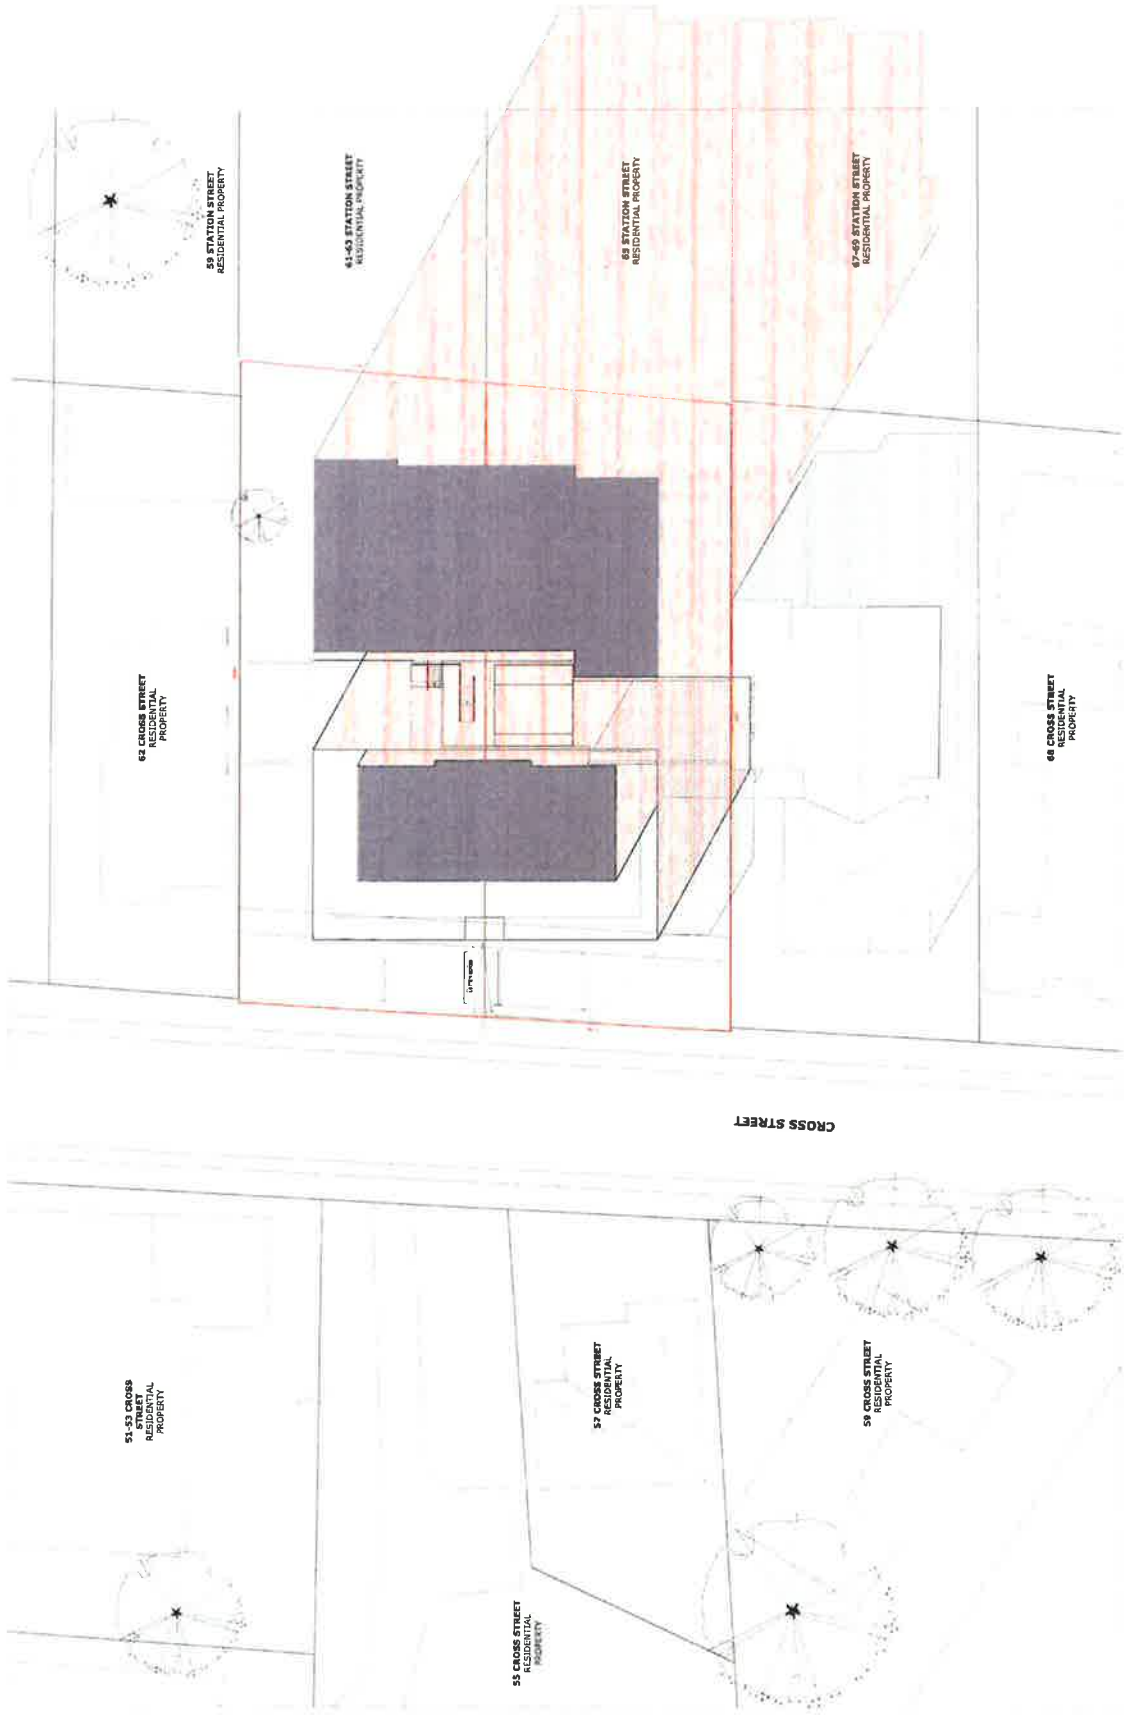 59 STATION STREET
RESIDENTIAL PROPERTY
61-63 STATION STREET
RESIDENTIAL PROPERTY
65 STATION STREET
RESIDENTIAL PROPERTY
67-69 STATION STREET
RESIDENTIAL PROPERTY
62 CROSS STREET
RESIDENTIAL
PROPERTY
68 CROSS STREET
RESIDENTIAL
PROPERTY
CROSS STREET
51-53 CROSS
STREET
RESIDENTIAL
PROPERTY
57 CROSS STREET
RESIDENTIAL
PROPERTY
59 CROSS STREET
RESIDENTIAL
PROPERTY
55 CROSS STREET
RESIDENTIAL
PROPERTY